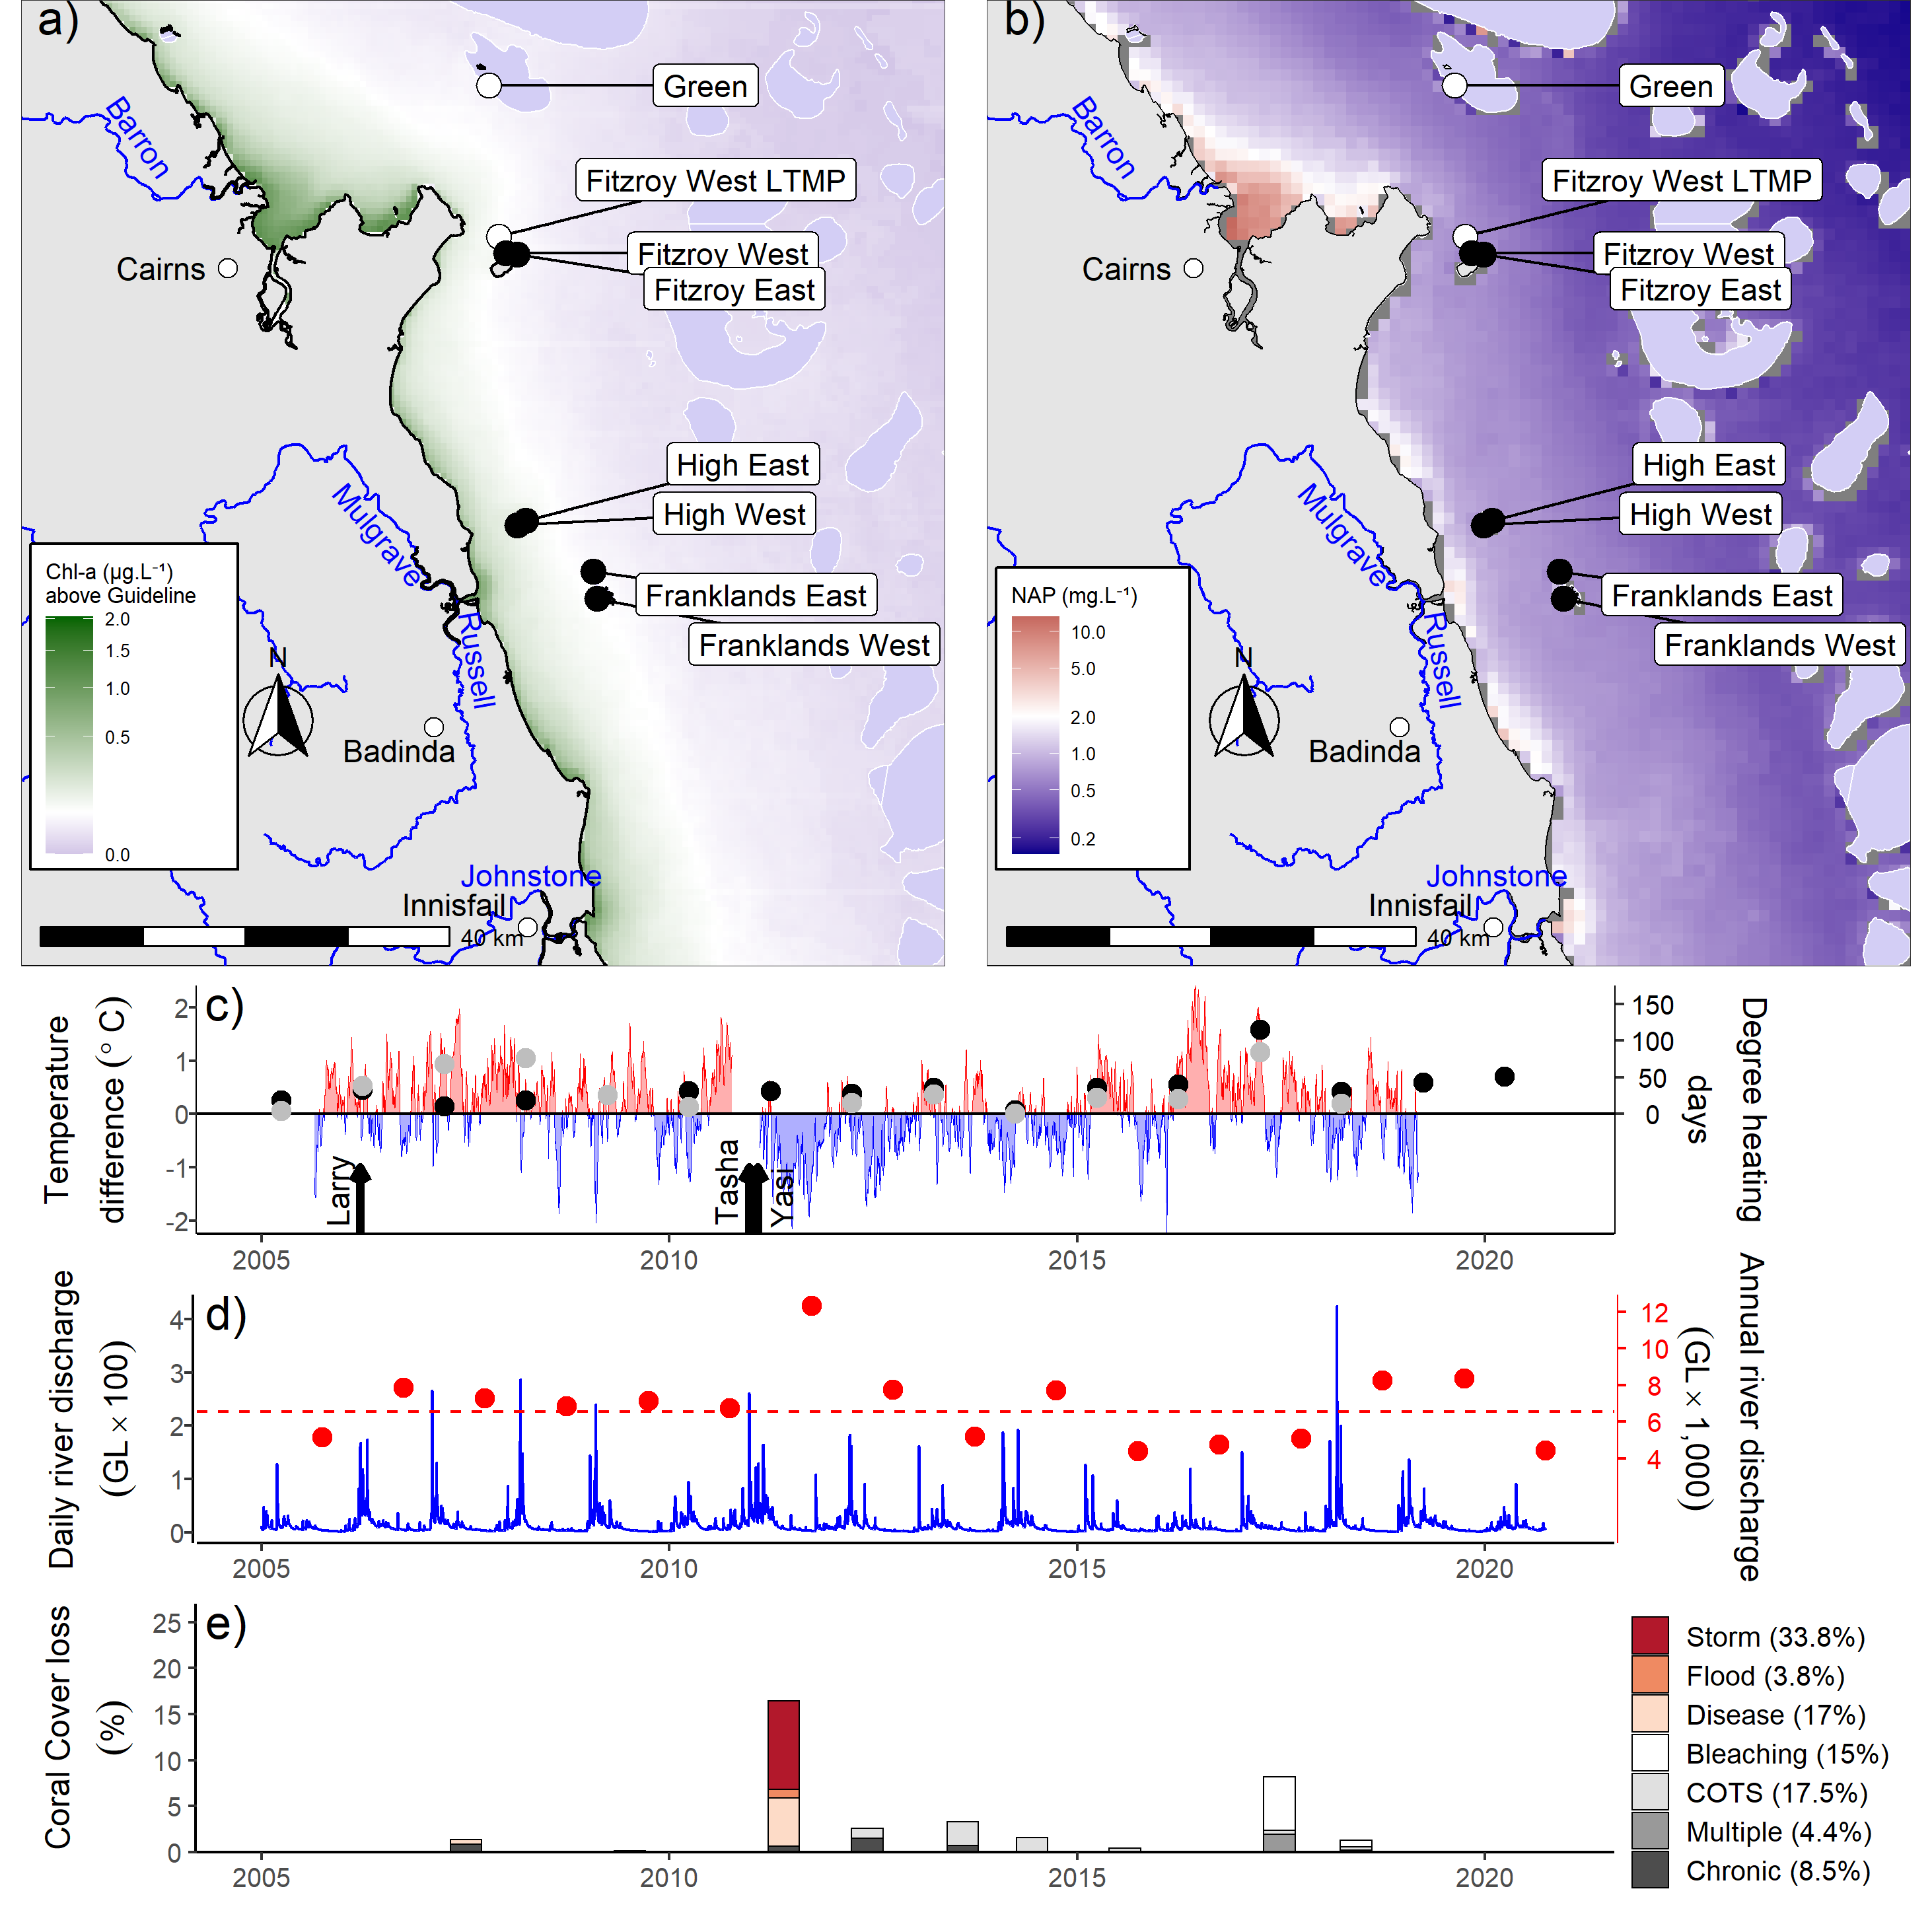 a)
Barron
Green
Fitzroy West LTMP
Fitzroy West
Fitzroy East
Cairns
High East
High West
Mulgrave
Franklands East
Franklands West
Russell
Chl-a (µg.L⁻¹)
above Guideline
2.0
1.5
1.0
0.5
0.0
N
Badinda
Johnstone
Innisfail
40 km
b)
Barron
Green
Fitzroy West LTMP
Fitzroy West
Fitzroy East
Cairns
High East
High West
Mulgrave
Franklands East
Franklands West
Russell
NAP (mg.L⁻¹)
10.0
5.0
2.0
1.0
0.5
0.2
N
Badinda
Johnstone
Innisfail
40 km
c)
Temperature
difference (° C)
2
1
0
-1
-2
Larry
Tasha
Yasi
150
100
50
0
Degree heating
days
2005
2010
2015
2020
d)
Daily river discharge
(GL × 100)
4
3
2
1
0
12
10
8
6
4
Annual river discharge
(GL × 1,000)
2005
2010
2015
2020
e)
Coral Cover loss
(%)
25
20
15
10
5
0
2005
2010
2015
2020
Storm (33.8%)
Flood (3.8%)
Disease (17%)
Bleaching (15%)
COTS (17.5%)
Multiple (4.4%)
Chronic (8.5%)